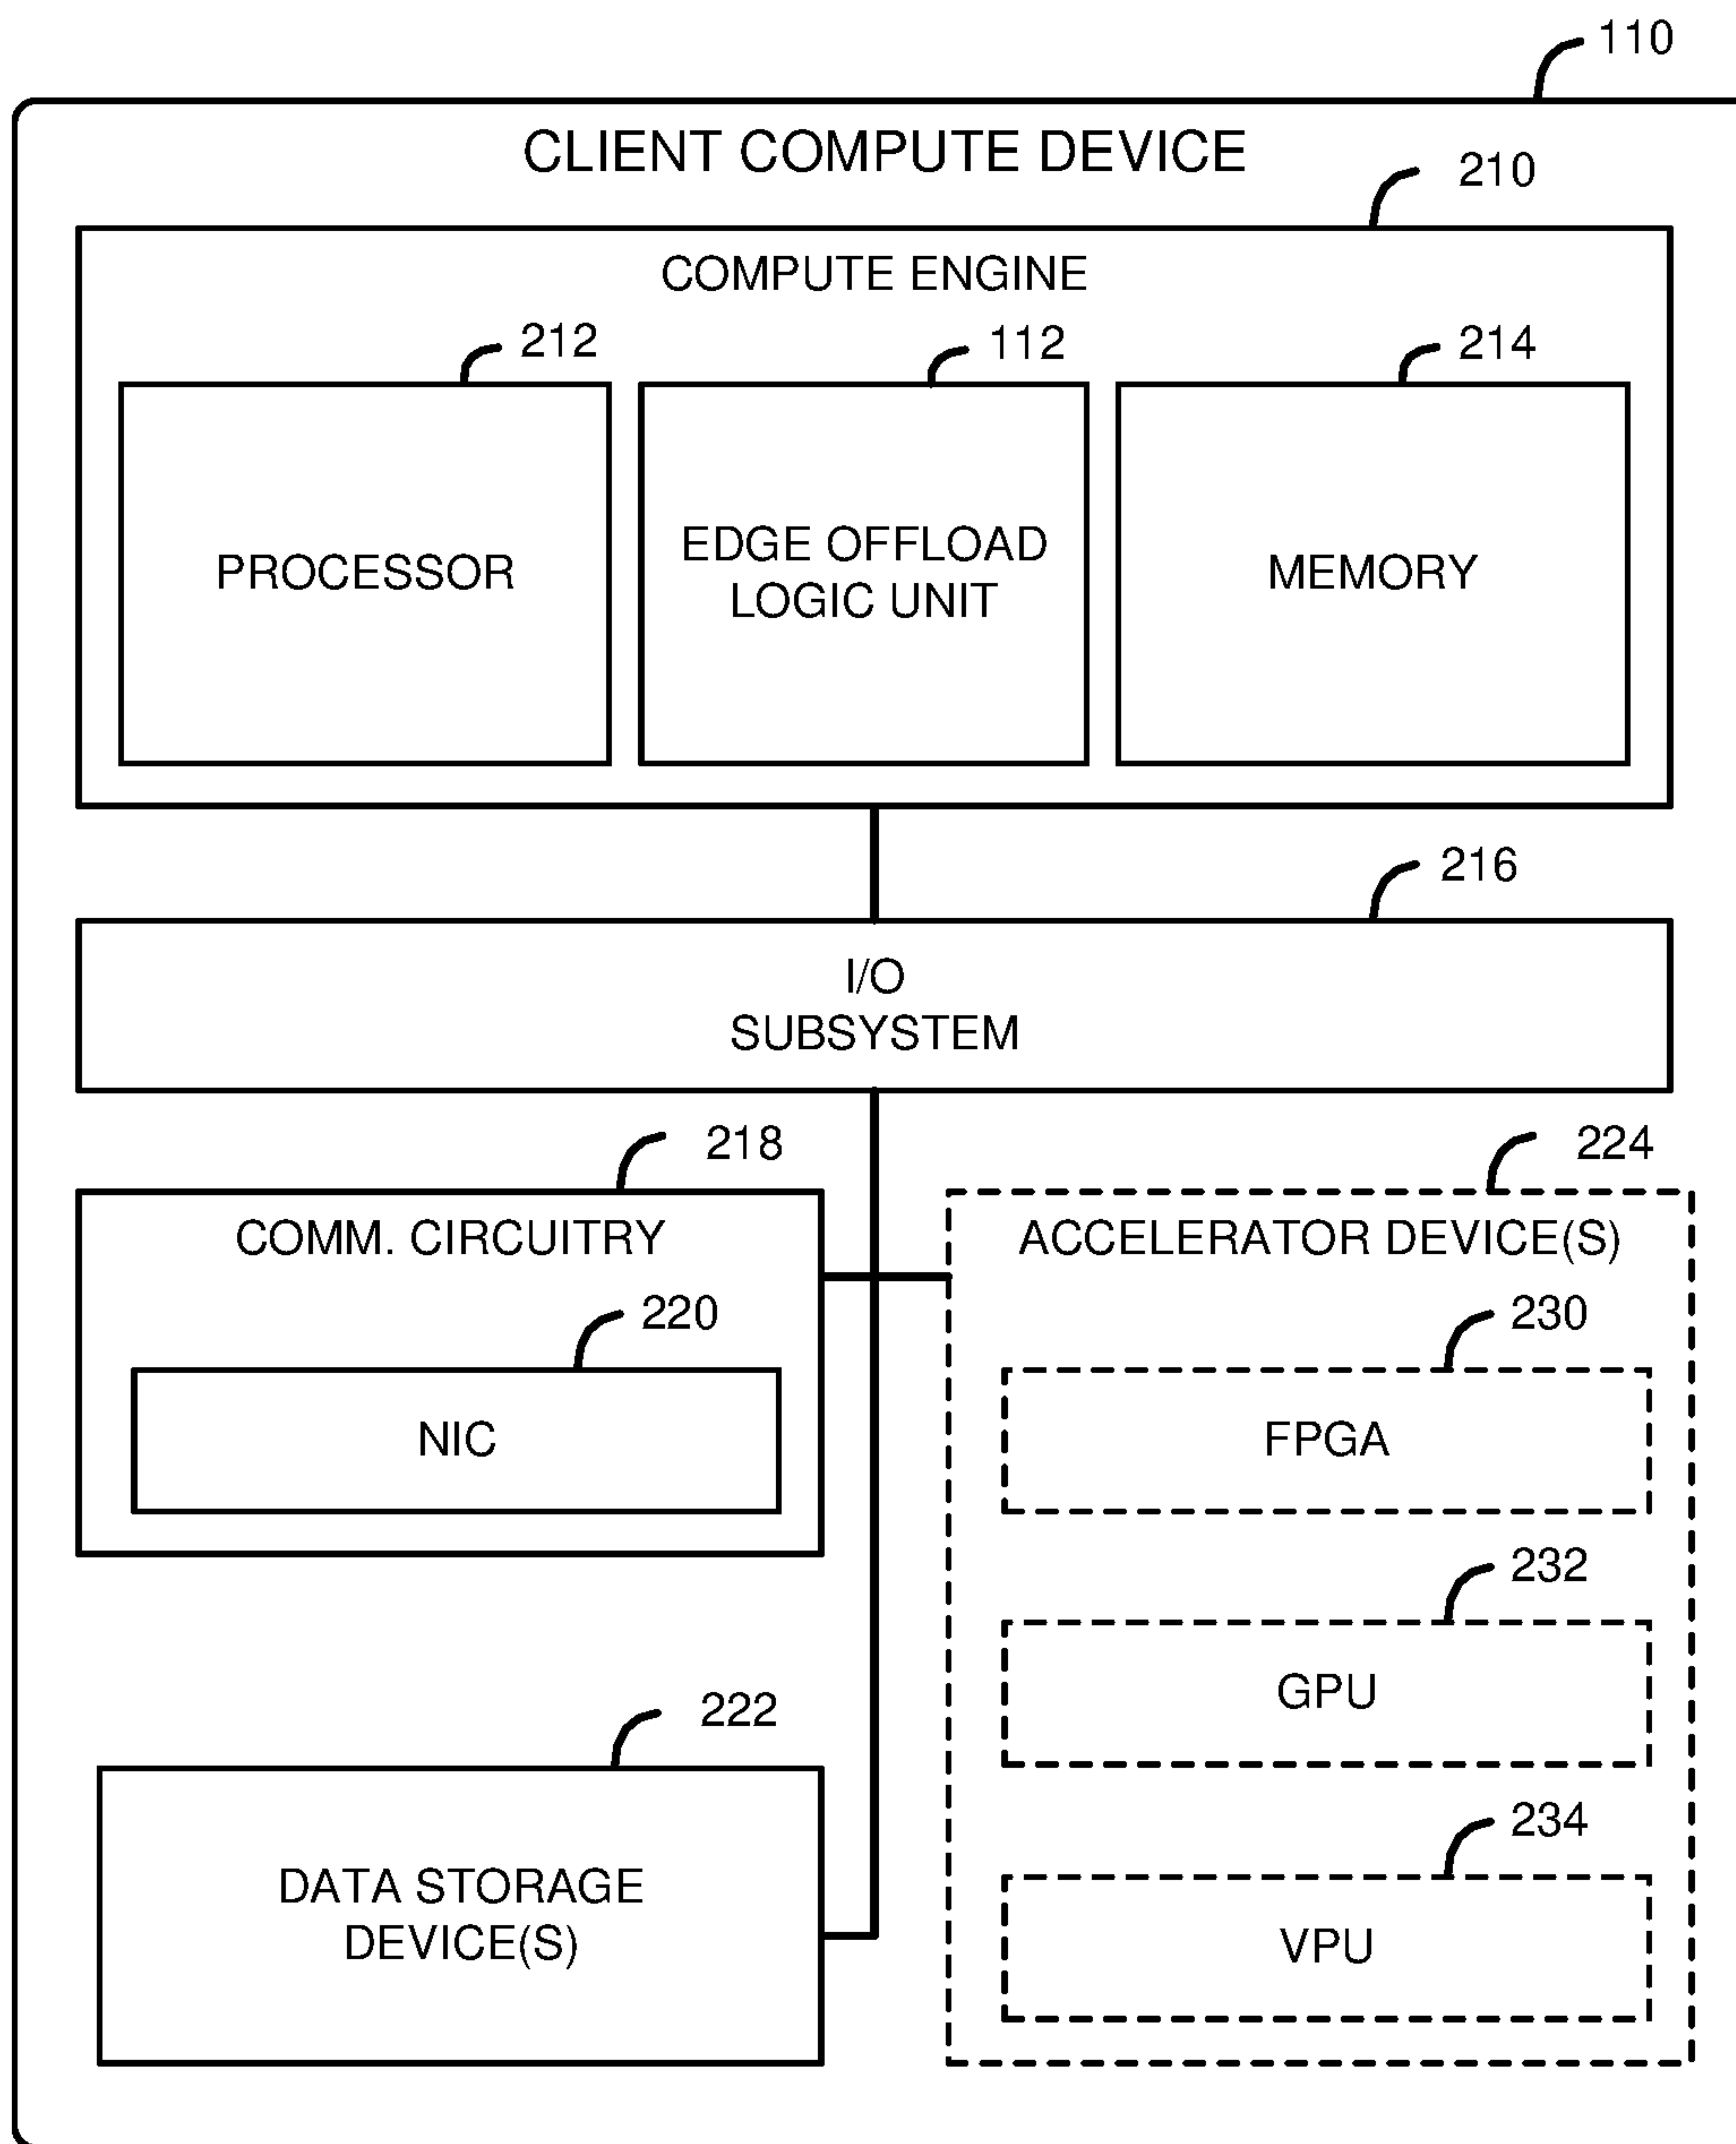 110
CLIENT COMPUTE DEVICE
210
COMPUTE ENGINE
212
112
214
PROCESSOR
EDGE OFFLOAD
LOGIC UNIT
MEMORY
216
I/O
SUBSYSTEM
218
COMM. CIRCUITRY
220
NIC
222
DATA STORAGE
DEVICE(S)
224
ACCELERATOR DEVICE(S)
230
FPGA
232
GPU
234
VPU